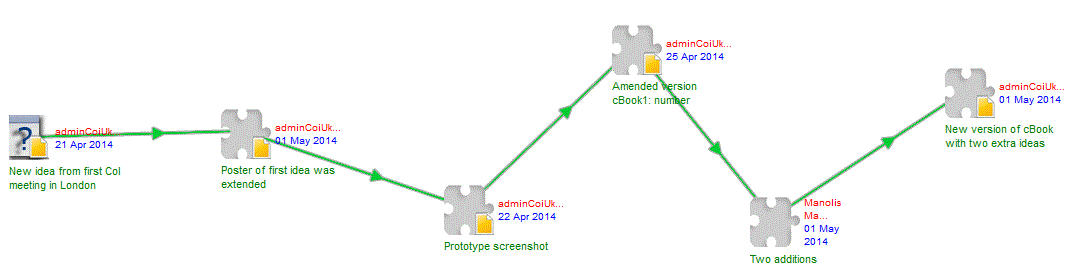 adminCoiUk...
21 Apr 2014
New idea from first CoI
meeting in London
adminCoiUk...
01 May 2014
Poster of first idea was
extended
adminCoiUk...
22 Apr 2014
Prototype screenshot
adminCoiUk...
25 Apr 2014
Amended version
cBook1: number
Manolis
Ma...
01 May
2014
Two additions
adminCoiUk...
01 May 2014
New version of cBook
with two extra ideas